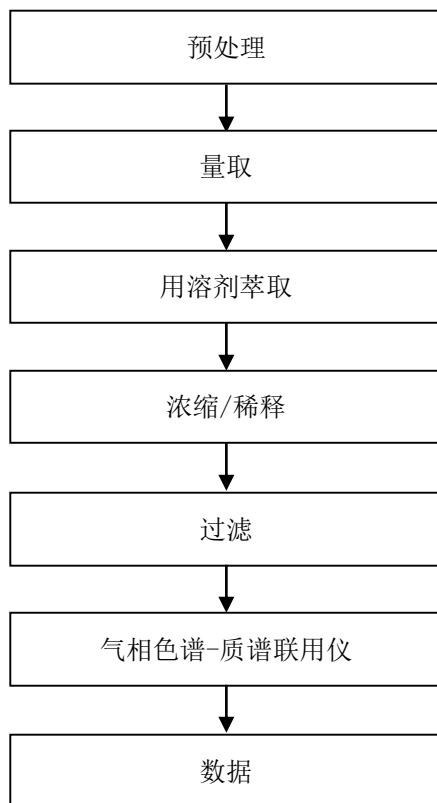 预处理
量取
用溶剂萃取
浓缩/稀释
过滤
气相色谱-质谱联用仪
数据